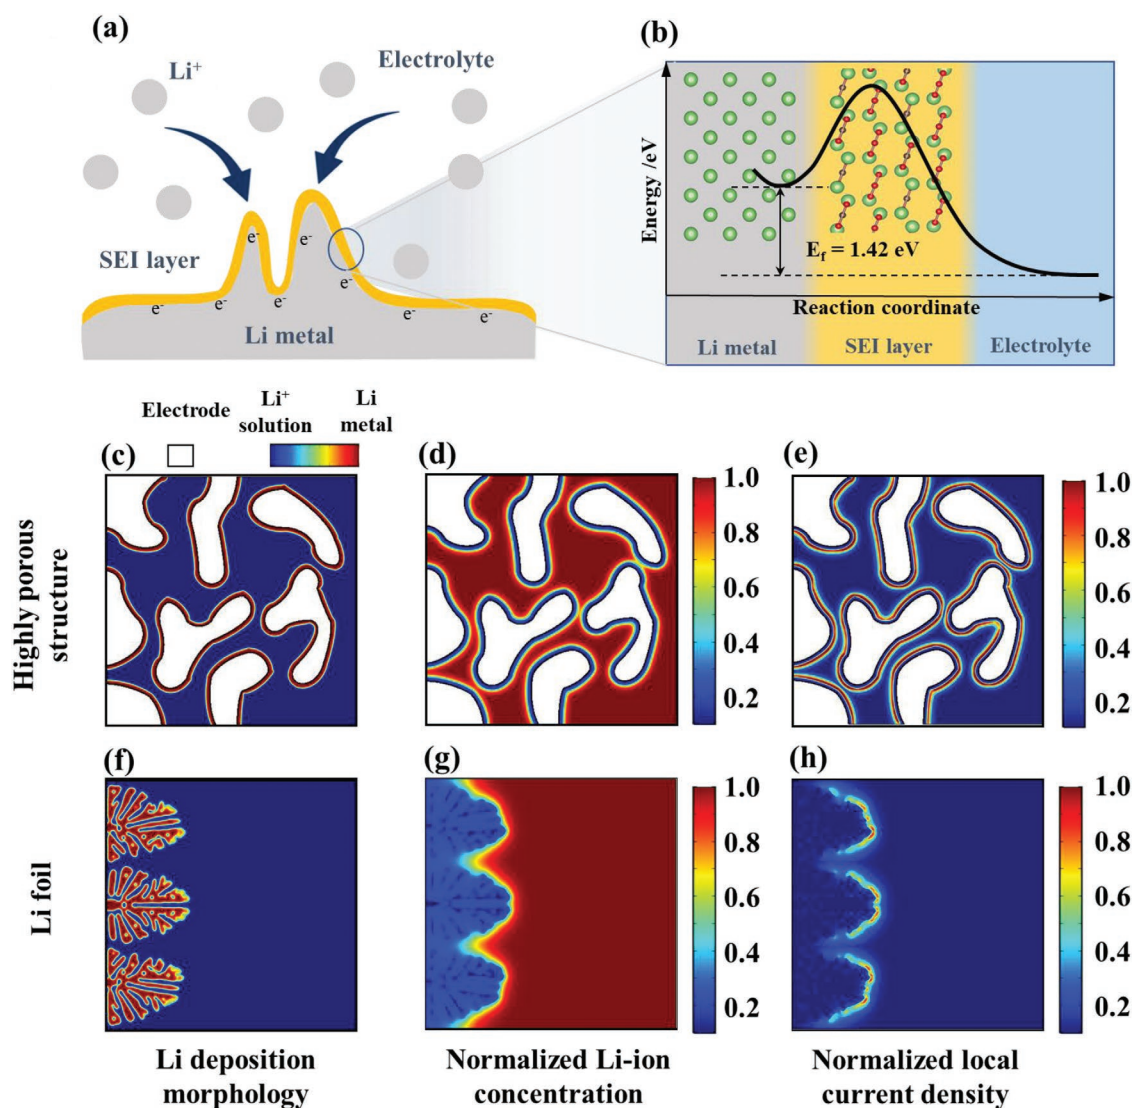 (a)
Li⁺
Electrolyte
SEI layer
e⁻
e⁻
e⁻
e⁻
e⁻
e⁻
e⁻
Li metal
(b)
Energy /eV
E_f = 1.42 eV
Reaction coordinate
Li metal
SEI layer
Electrolyte
Electrode
Li⁺
solution
Li
metal
Highly porous
structure
(c)
(d)
1.0
0.8
0.6
0.4
0.2
(e)
1.0
0.8
0.6
0.4
0.2
Li foil
(f)
(g)
1.0
0.8
0.6
0.4
0.2
(h)
1.0
0.8
0.6
0.4
0.2
Li deposition
morphology
Normalized Li-ion
concentration
Normalized local
current density